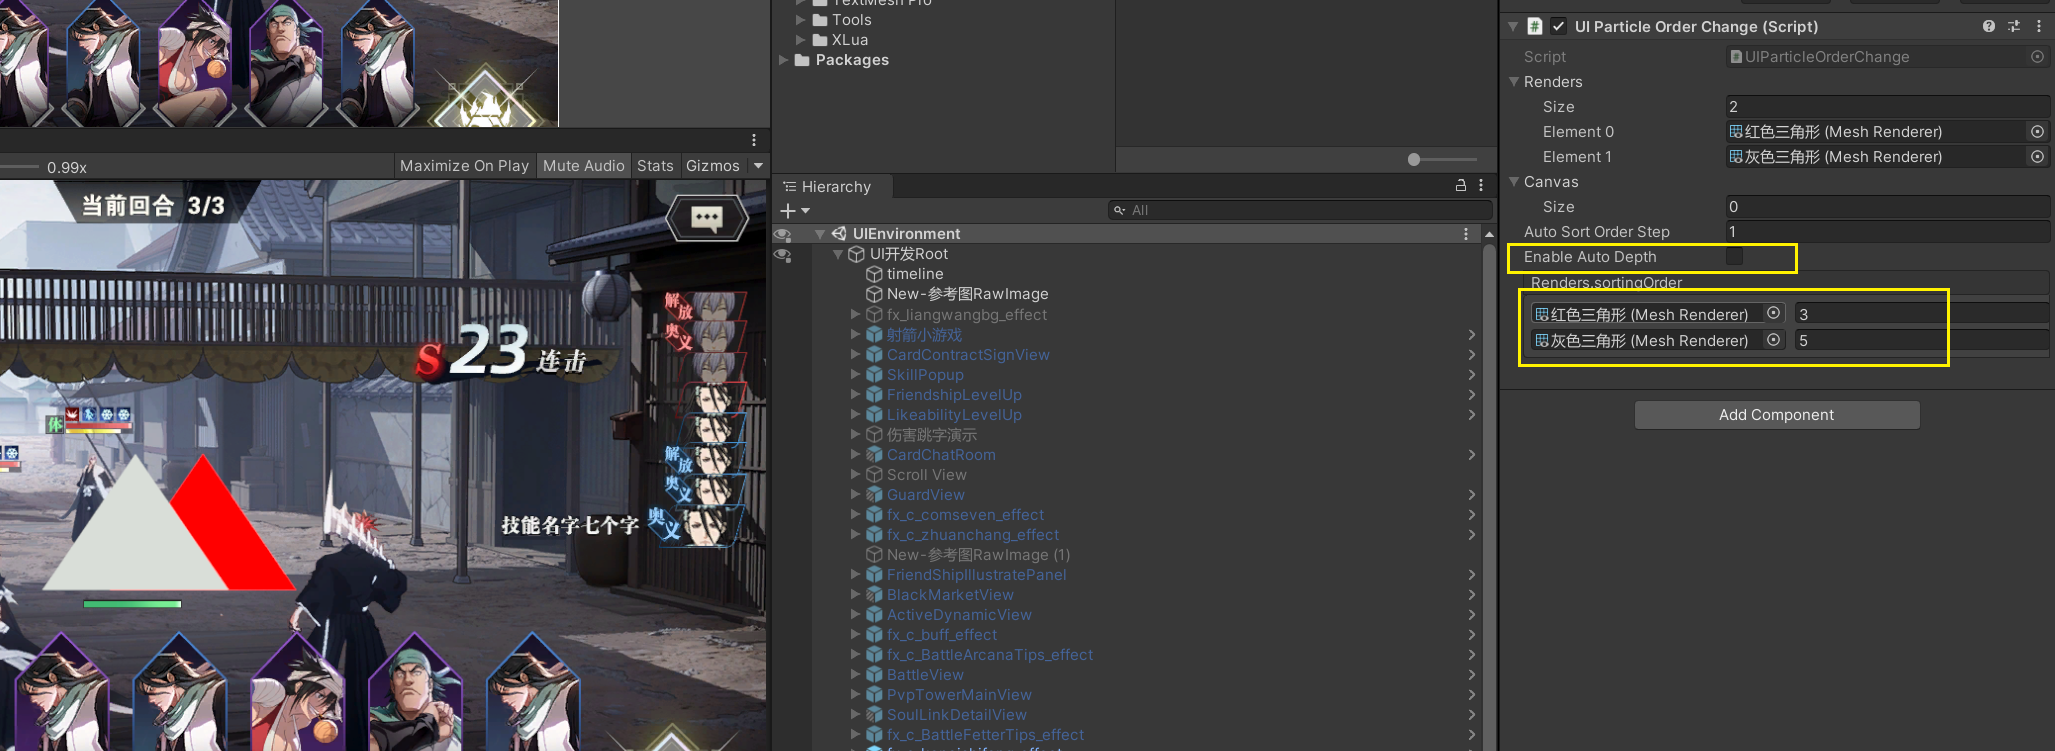 0.99x
Maximize On Play
Mute Audio
Stats
Gizmos
当前回合 3/3
解放
奥义
S 23 连击
体
解放
奥义
技能名字七个字
奥义
TextMesh Pro
Tools
XLua
Packages
Hierarchy
All
UIEnvironment
UI开发Root
timeline
New-参考图RawImage
fx_liangwangbg_effect
射箭小游戏
CardContractSignView
SkillPopup
FriendshipLevelUp
LikeabilityLevelUp
伤害跳字演示
CardChatRoom
Scroll View
GuardView
fx_c_comseven_effect
fx_c_zhuanchang_effect
New-参考图RawImage (1)
FriendShipIllustratePanel
BlackMarketView
ActiveDynamicView
fx_c_buff_effect
fx_c_BattleArcanaTips_effect
BattleView
PvpTowerMainView
SoulLinkDetailView
fx_c_BattleFetterTips_effect
UI Particle Order Change (Script)
Script UIParticleOrderChange
Renders
Size 2
Element 0 红色三角形 (Mesh Renderer)
Element 1 灰色三角形 (Mesh Renderer)
Canvas
Size 0
Auto Sort Order Step 1
Enable Auto Depth
Renders.sortingOrder
红色三角形 (Mesh Renderer) 3
灰色三角形 (Mesh Renderer) 5
Add Component